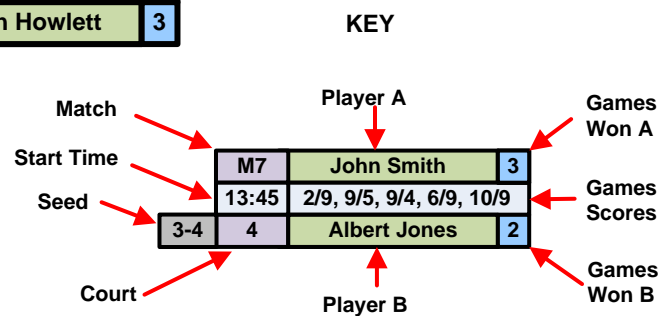 Howlett 3
KEY
Player A
Match
Games
Won A
Start Time
M7 John Smith 3
13:45 2/9, 9/5, 9/4, 6/9, 10/9
Games
Scores
Seed
3-4 4 Albert Jones 2
Court
Player B
Games
Won B